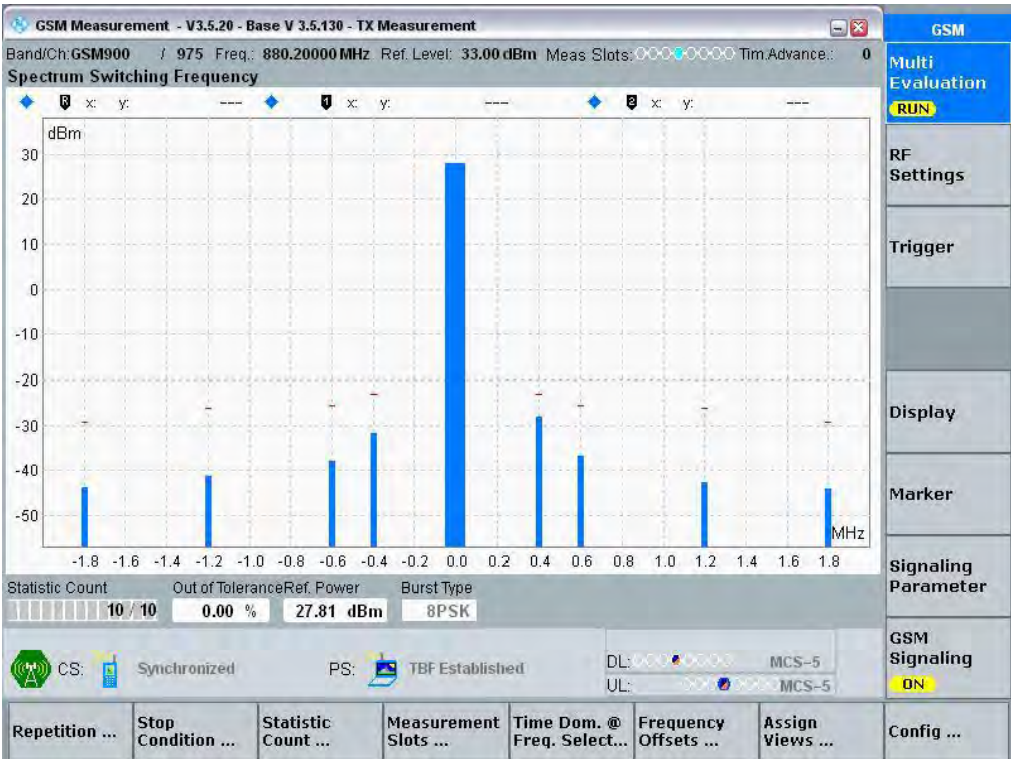 GSM Measurement - V3.5.20 - Base V 3.5.130 - TX Measurement
GSM
Band/Ch:GSM900 / 975 Freq.: 880.20000 MHz Ref. Level: 33.00 dBm Meas Slots: Tim.Advance.: 0
Spectrum Switching Frequency
Multi
Evaluation
RUN
R x: y: --- 1 x: y: --- 2 x: y: ---
dBm
30
20
10
0
-10
-20
-30
-40
-50
MHz
-1.8 -1.6 -1.4 -1.2 -1.0 -0.8 -0.6 -0.4 -0.2 0.0 0.2 0.4 0.6 0.8 1.0 1.2 1.4 1.6 1.8
RF
Settings
Trigger
Display
Marker
Signaling
Parameter
GSM
Signaling
ON
Statistic Count Out of Tolerance Ref. Power Burst Type
10 / 10 0.00 % 27.81 dBm 8PSK
CS: Synchronized PS: TBF Established
DL: MCS-5
UL: MCS-5
Repetition ...
Stop
Condition ...
Statistic
Count ...
Measurement
Slots ...
Time Dom. @
Freq. Select...
Frequency
Offsets ...
Assign
Views ...
Config ...